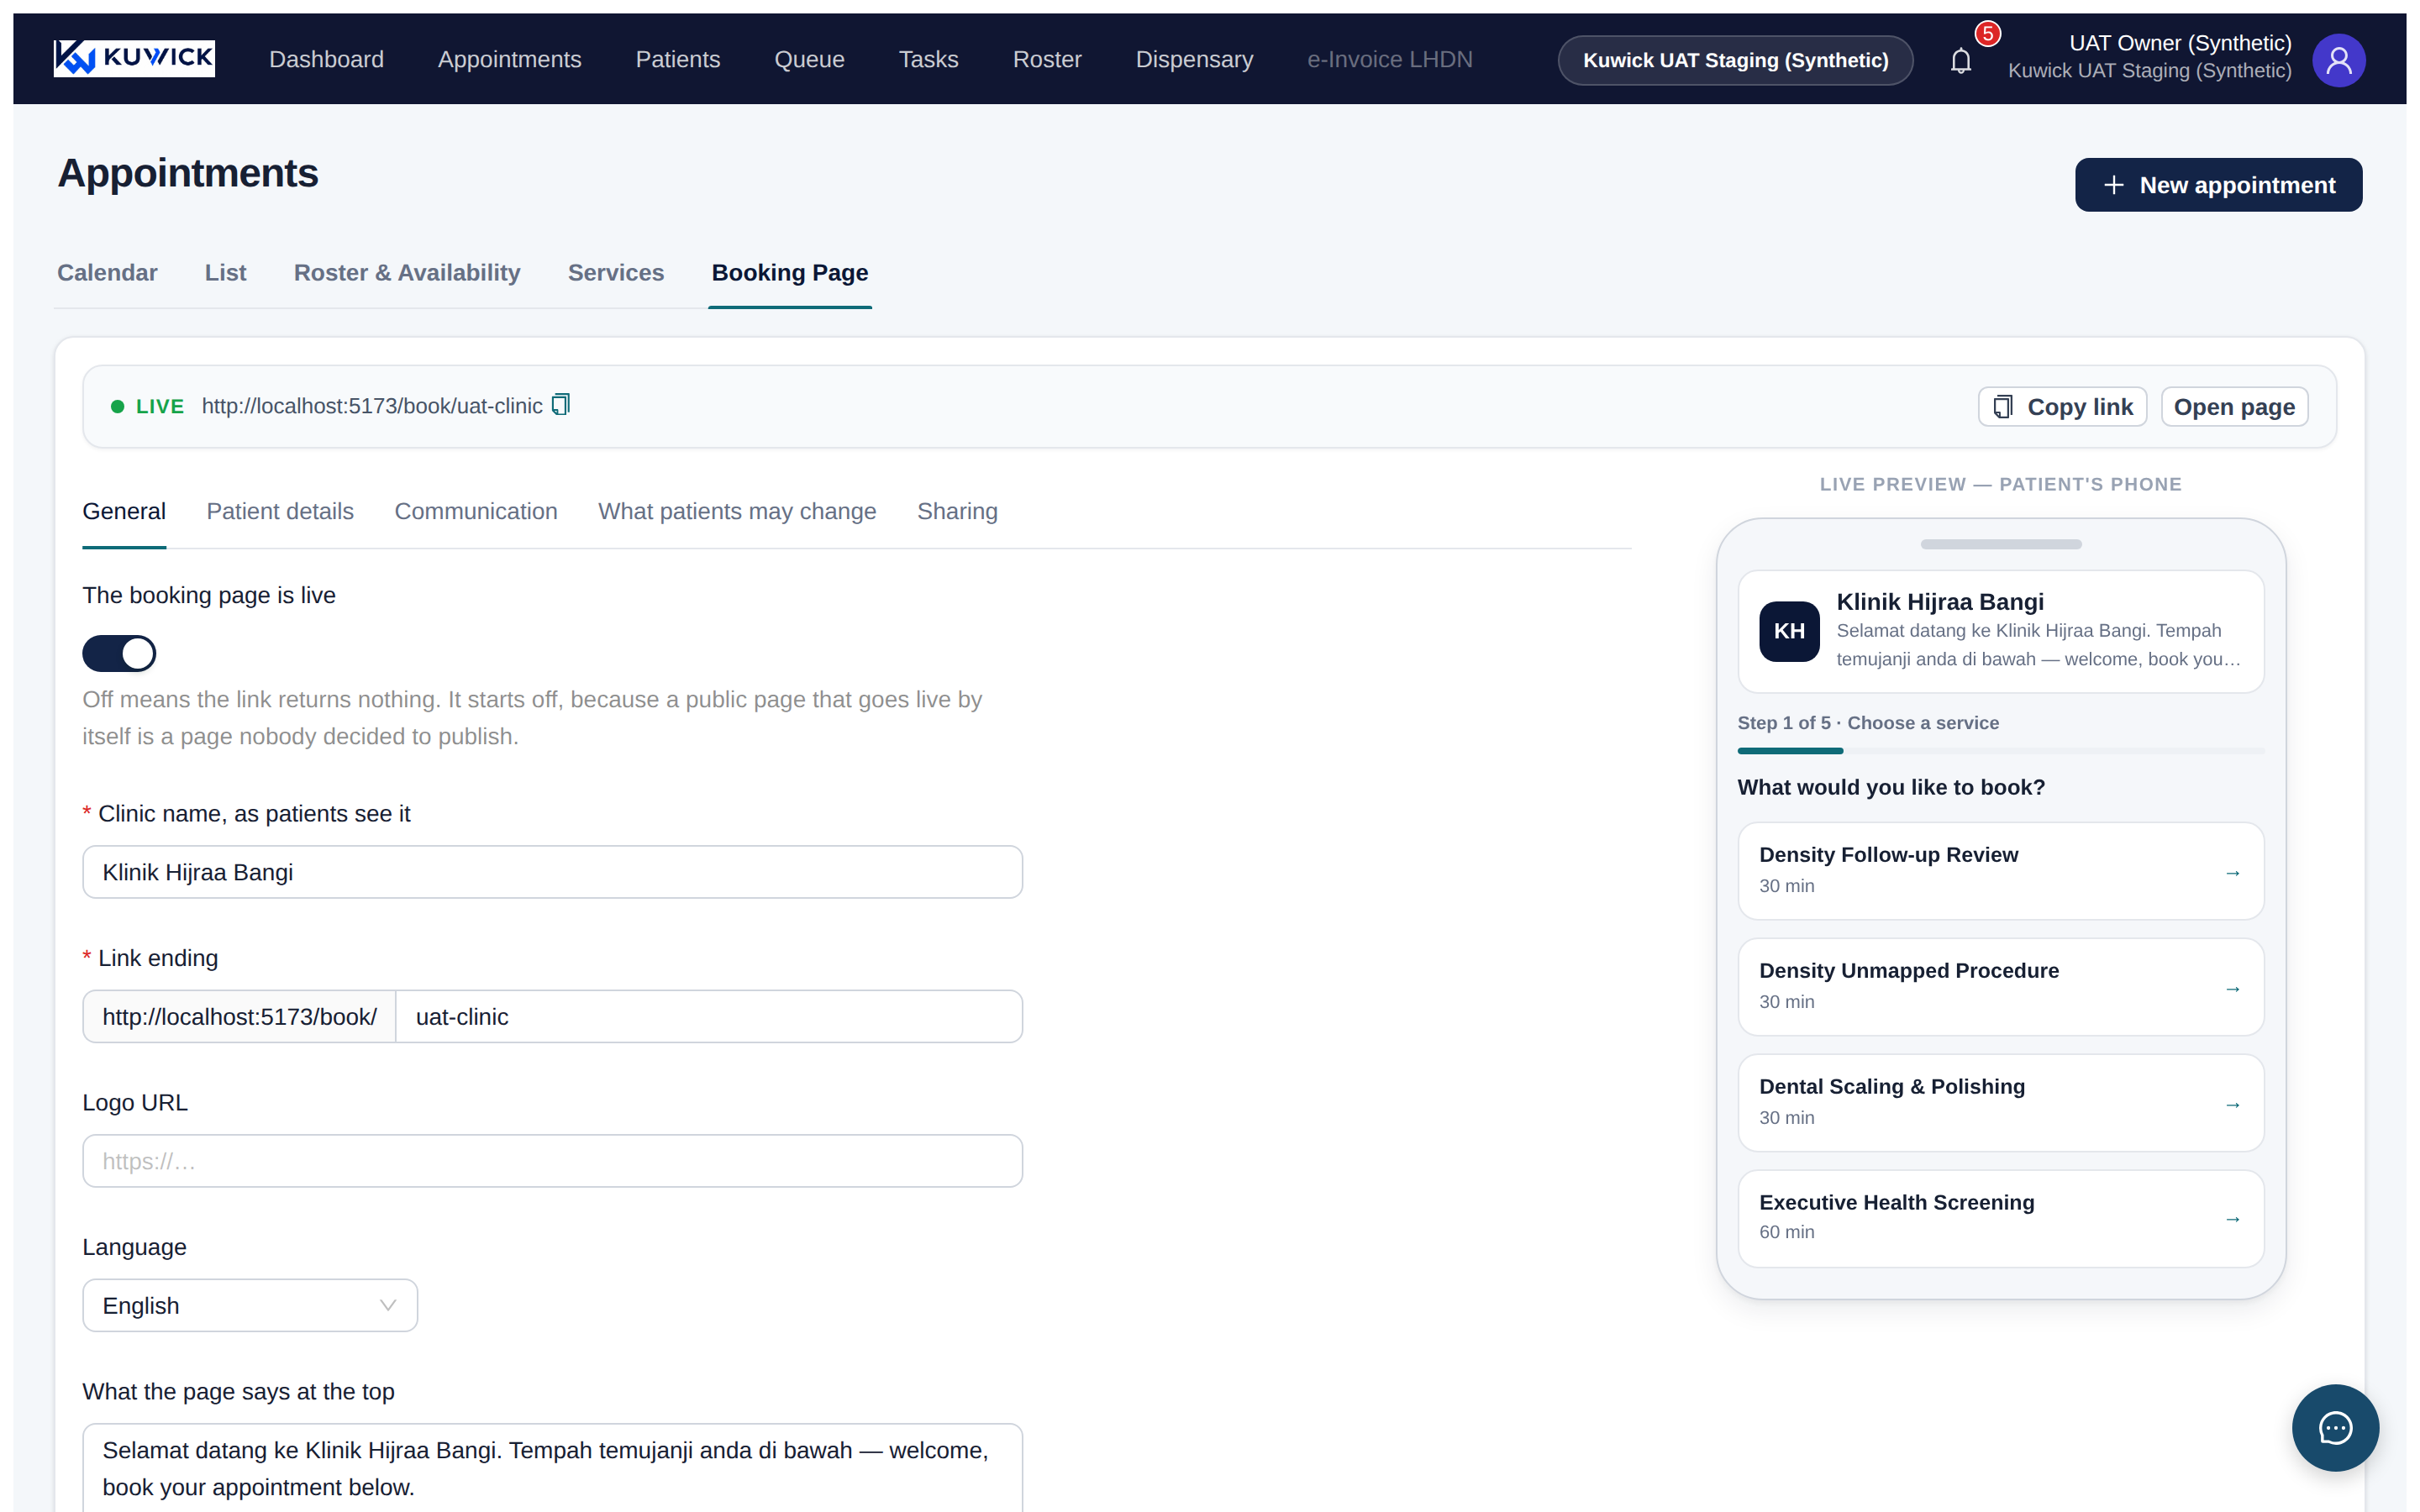 KUWICK
Dashboard
Appointments
Patients
Queue
Tasks
Roster
Dispensary
e-Invoice LHDN
Kuwick UAT Staging (Synthetic)
5
UAT Owner (Synthetic)
Kuwick UAT Staging (Synthetic)
Appointments
+ New appointment
Calendar
List
Roster & Availability
Services
Booking Page
LIVE
http://localhost:5173/book/uat-clinic
Copy link
Open page
General
Patient details
Communication
What patients may change
Sharing
The booking page is live
Off means the link returns nothing. It starts off, because a public page that goes live by
itself is a page nobody decided to publish.
* Clinic name, as patients see it
Klinik Hijraa Bangi
* Link ending
http://localhost:5173/book/
uat-clinic
Logo URL
https://…
Language
English
What the page says at the top
Selamat datang ke Klinik Hijraa Bangi. Tempah temujanji anda di bawah — welcome,
book your appointment below.
LIVE PREVIEW — PATIENT'S PHONE
KH
Klinik Hijraa Bangi
Selamat datang ke Klinik Hijraa Bangi. Tempah
temujanji anda di bawah — welcome, book you…
Step 1 of 5 · Choose a service
What would you like to book?
Density Follow-up Review
30 min
→
Density Unmapped Procedure
30 min
→
Dental Scaling & Polishing
30 min
→
Executive Health Screening
60 min
→